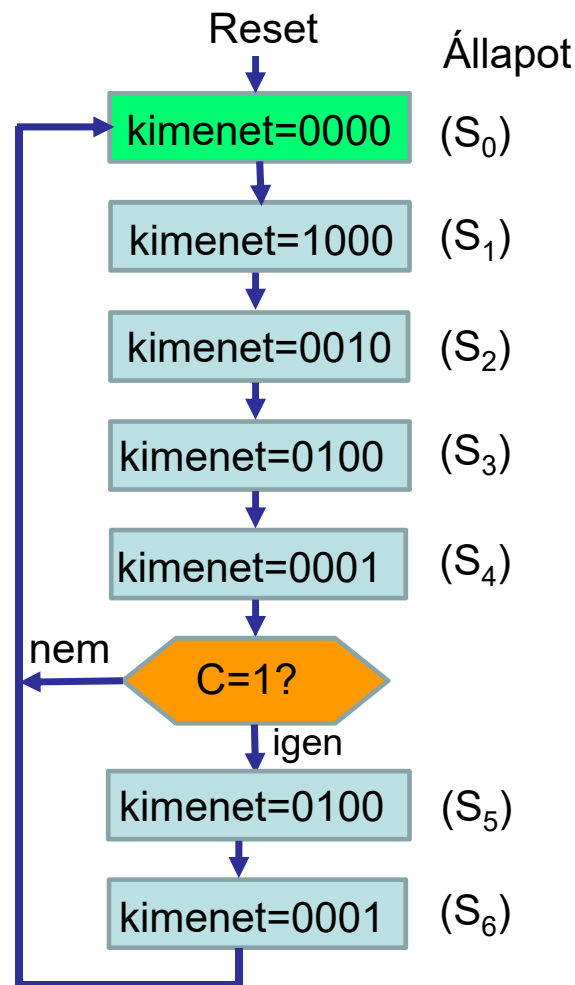 Reset
Állapot
kimenet=0000 (S₀)
kimenet=1000 (S₁)
kimenet=0010 (S₂)
kimenet=0100 (S₃)
kimenet=0001 (S₄)
nem
C=1?
igen
kimenet=0100 (S₅)
kimenet=0001 (S₆)